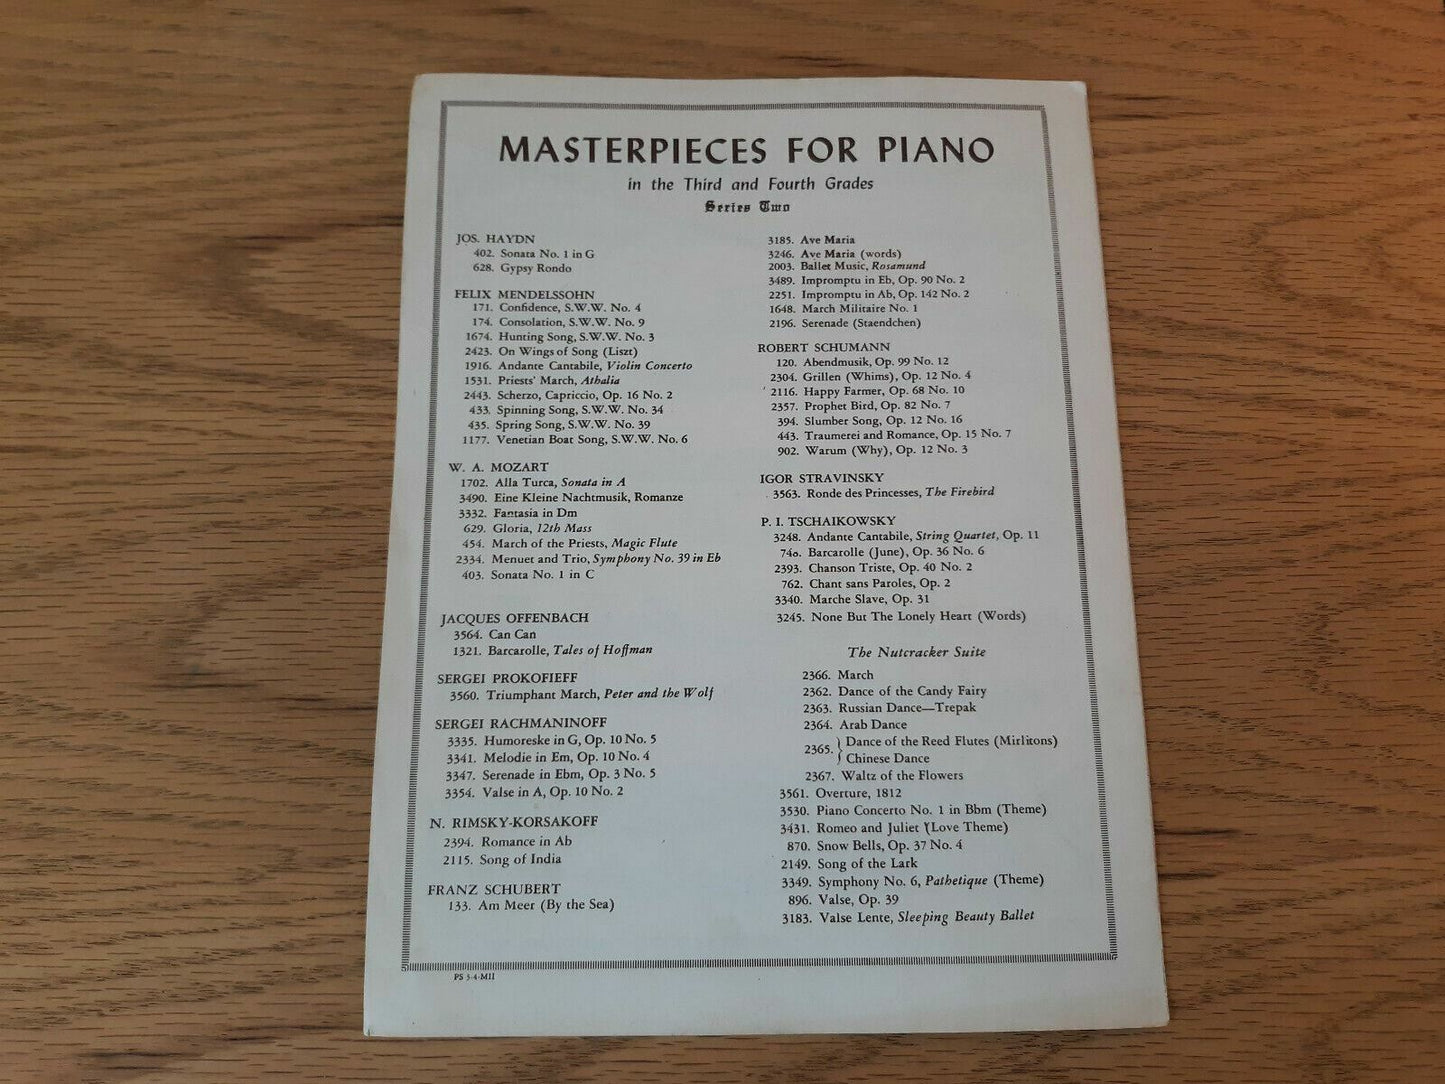 MASTERPIECES FOR PIANO
in the Third and Fourth Grades
Series Two
JOS. HAYDN
402. Sonata No. 1 in G
628. Gypsy Rondo
FELIX MENDELSSOHN
171. Confidence, S.W.W. No. 4
174. Consolation, S.W.W. No. 9
1674. Hunting Song, S.W.W. No. 3
2423. On Wings of Song (Liszt)
1916. Andante Cantabile, Violin Concerto
1531. Priests' March, Athalia
2443. Scherzo, Capriccio, Op. 16 No. 2
433. Spinning Song, S.W.W. No. 34
435. Spring Song, S.W.W. No. 39
1177. Venetian Boat Song, S.W.W. No. 6
W. A. MOZART
1702. Alla Turca, Sonata in A
3490. Eine Kleine Nachtmusik, Romanze
3332. Fantasia in Dm
629. Gloria, 12th Mass
454. March of the Priests, Magic Flute
2334. Menuet and Trio, Symphony No. 39 in Eb
403. Sonata No. 1 in C
JACQUES OFFENBACH
3564. Can Can
1321. Barcarolle, Tales of Hoffman
SERGEI PROKOFIEFF
3560. Triumphant March, Peter and the Wolf
SERGEI RACHMANINOFF
3335. Humoreske in G, Op. 10 No. 5
3341. Melodie in Em, Op. 10 No. 4
3347. Serenade in Ebm, Op. 3 No. 5
3354. Valse in A, Op. 10 No. 2
N. RIMSKY-KORSAKOFF
2394. Romance in Ab
2115. Song of India
FRANZ SCHUBERT
133. Am Meer (By the Sea)
3185. Ave Maria
3246. Ave Maria (words)
2003. Ballet Music, Rosamund
3489. Impromptu in Eb, Op. 90 No. 2
2251. Impromptu in Ab, Op. 142 No. 2
1648. March Militaire No. 1
2196. Serenade (Staendchen)
ROBERT SCHUMANN
120. Abendmusik, Op. 99 No. 12
2304. Grillen (Whims), Op. 12 No. 4
2116. Happy Farmer, Op. 68 No. 10
2357. Prophet Bird, Op. 82 No. 7
394. Slumber Song, Op. 12 No. 16
443. Traumerei and Romance, Op. 15 No. 7
902. Warum (Why), Op. 12 No. 3
IGOR STRAVINSKY
3563. Ronde des Princesses, The Firebird
P. I. TSCHAIKOWSKY
3248. Andante Cantabile, String Quartet, Op. 11
740. Barcarolle (June), Op. 36 No. 6
2393. Chanson Triste, Op. 40 No. 2
762. Chant sans Paroles, Op. 2
3340. Marche Slave, Op. 31
3245. None But The Lonely Heart (Words)
The Nutcracker Suite
2366. March
2362. Dance of the Candy Fairy
2363. Russian Dance—Trepak
2364. Arab Dance
2365. Dance of the Reed Flutes (Mirlitons)
Chinese Dance
2367. Waltz of the Flowers
3561. Overture, 1812
3530. Piano Concerto No. 1 in Bbm (Theme)
3431. Romeo and Juliet (Love Theme)
870. Snow Bells, Op. 37 No. 4
2149. Song of the Lark
3349. Symphony No. 6, Pathetique (Theme)
896. Valse, Op. 39
3183. Valse Lente, Sleeping Beauty Ballet
PS 3-4-MII